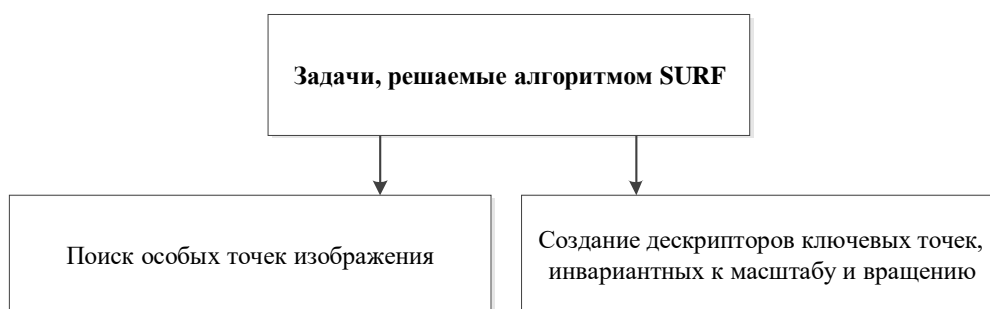 Задачи, решаемые алгоритмом SURF
Поиск особых точек изображения
Создание дескрипторов ключевых точек,
инвариантных к масштабу и вращению